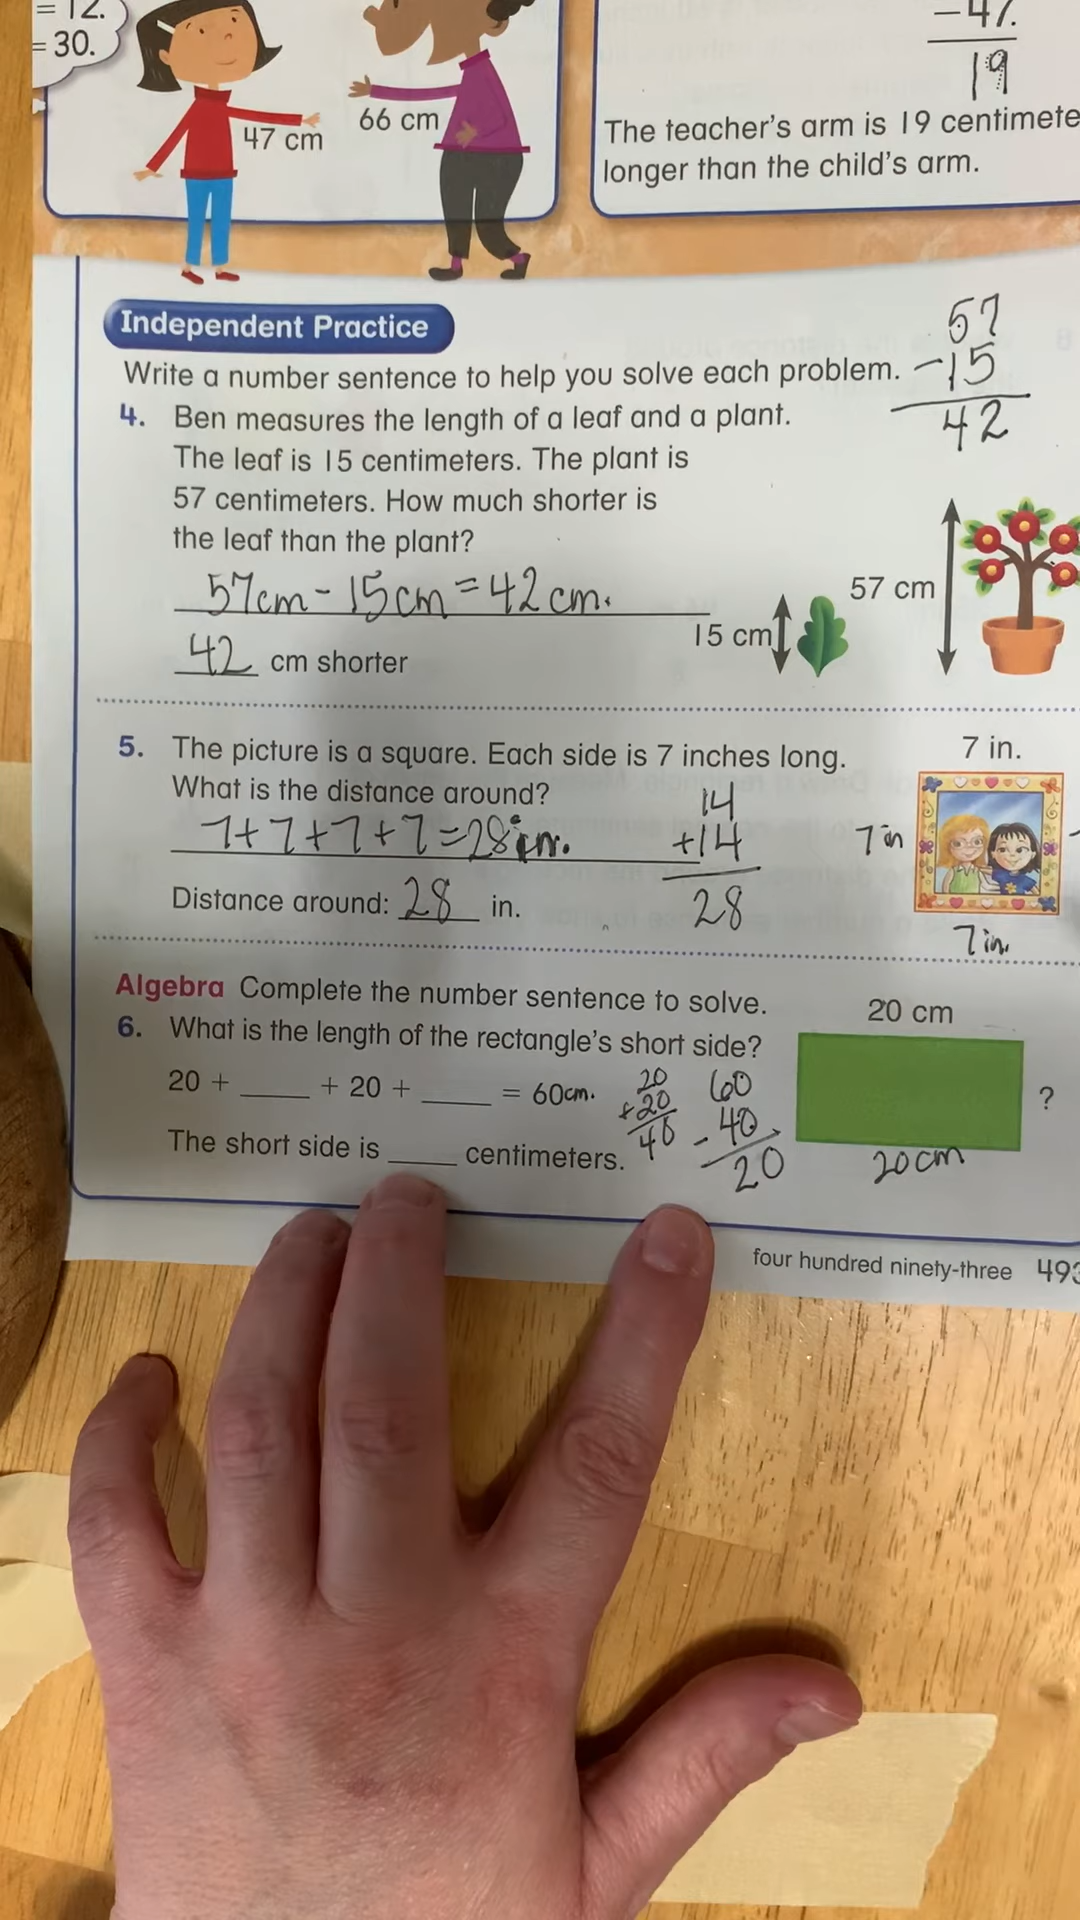 = 12.
= 30.
47 cm
66 cm
- 47.
19
The teacher's arm is 19 centimete
longer than the child's arm.
Independent Practice
Write a number sentence to help you solve each problem.
57
-15
42
4. Ben measures the length of a leaf and a plant.
The leaf is 15 centimeters. The plant is
57 centimeters. How much shorter is
the leaf than the plant?
57cm - 15cm = 42cm.
42 cm shorter
15 cm
57 cm
5. The picture is a square. Each side is 7 inches long.
What is the distance around?
7+7+7+7=28in.
Distance around: 28 in.
14
+14
28
7 in.
7in
7in.
Algebra Complete the number sentence to solve.
6. What is the length of the rectangle's short side?
20 + ____ + 20 + ____ = 60cm.
The short side is ____ centimeters.
20
+20
40
60
- 40
20
20 cm
?
20cm
four hundred ninety-three 493